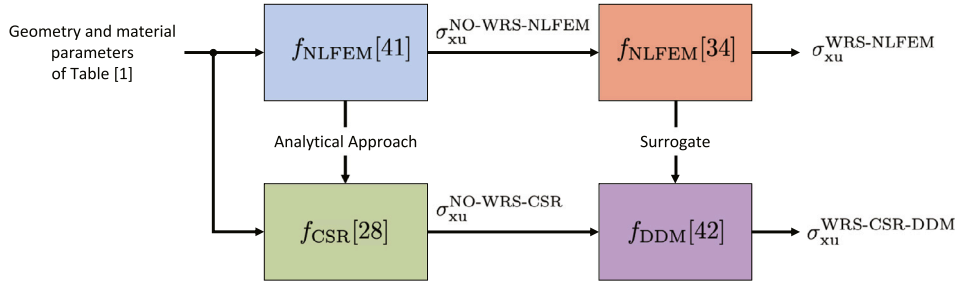 Geometry and material
parameters
of Table [1]
f_NLFEM[41]
σ_xu^NO-WRS-NLFEM
f_NLFEM[34]
σ_xu^WRS-NLFEM
Analytical Approach
Surrogate
f_CSR[28]
σ_xu^NO-WRS-CSR
f_DDM[42]
σ_xu^WRS-CSR-DDM